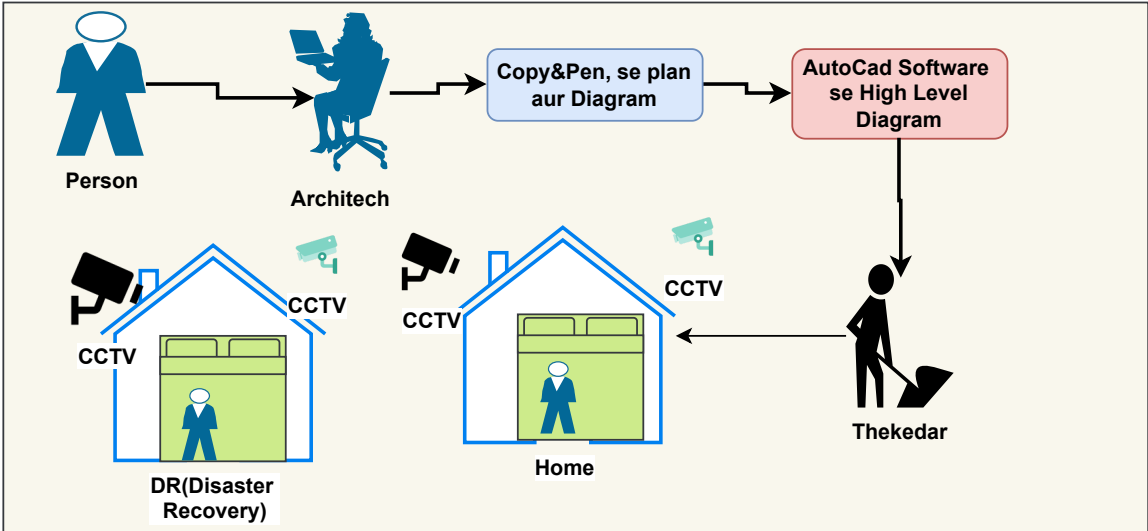 Copy&Pen, se plan
aur Diagram
AutoCad Software
se High Level
Diagram
Person
Architech
CCTV
CCTV
CCTV
CCTV
Thekedar
Home
DR(Disaster
Recovery)